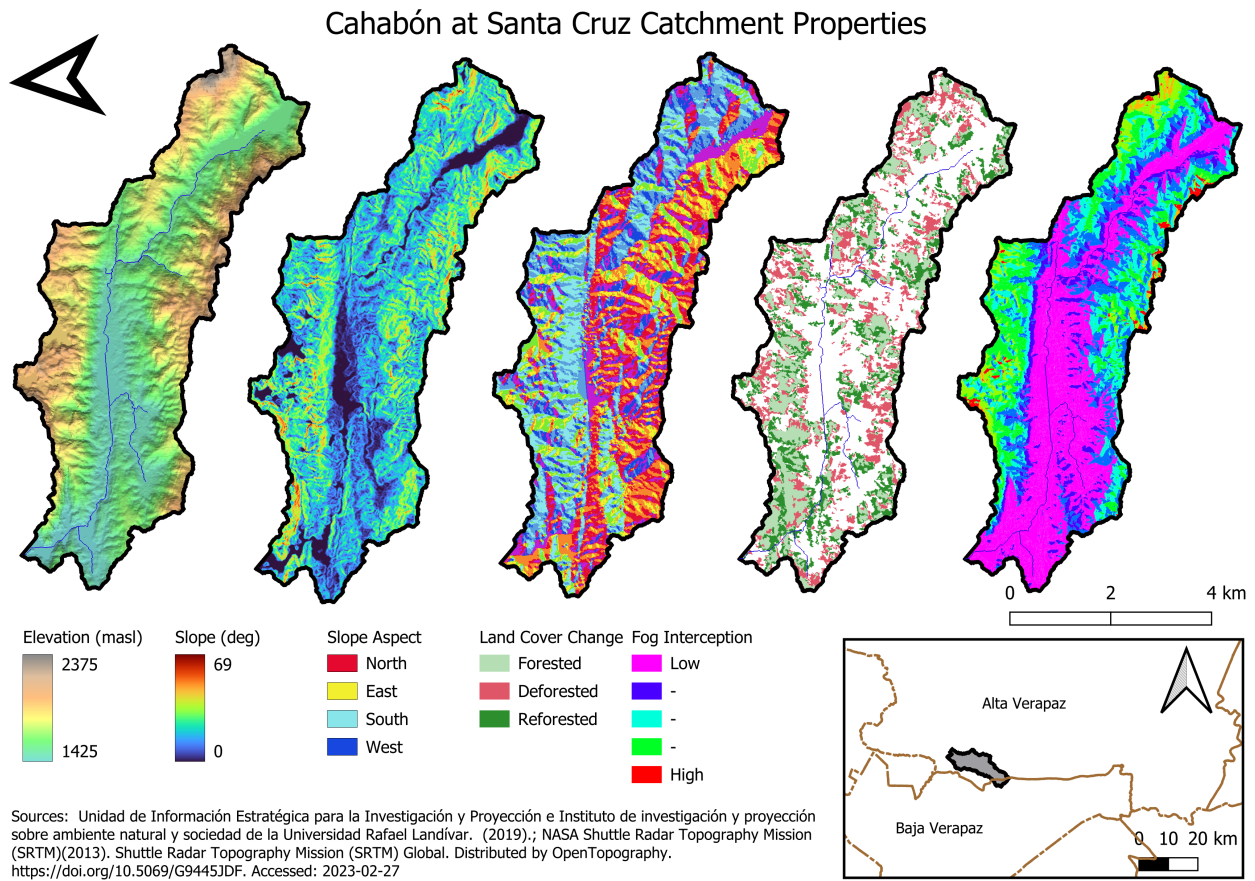 Cahabón at Santa Cruz Catchment Properties
0 2 4 km
Elevation (masl)
2375
1425
Slope (deg)
69
0
Slope Aspect
North
East
South
West
Land Cover Change
Forested
Deforested
Reforested
Fog Interception
Low
-
-
-
High
Alta Verapaz
Baja Verapaz
0 10 20 km
Sources: Unidad de Información Estratégica para la Investigación y Proyección e Instituto de investigación y proyección
sobre ambiente natural y sociedad de la Universidad Rafael Landívar. (2019).; NASA Shuttle Radar Topography Mission
(SRTM)(2013). Shuttle Radar Topography Mission (SRTM) Global. Distributed by OpenTopography.
https://doi.org/10.5069/G9445JDF. Accessed: 2023-02-27